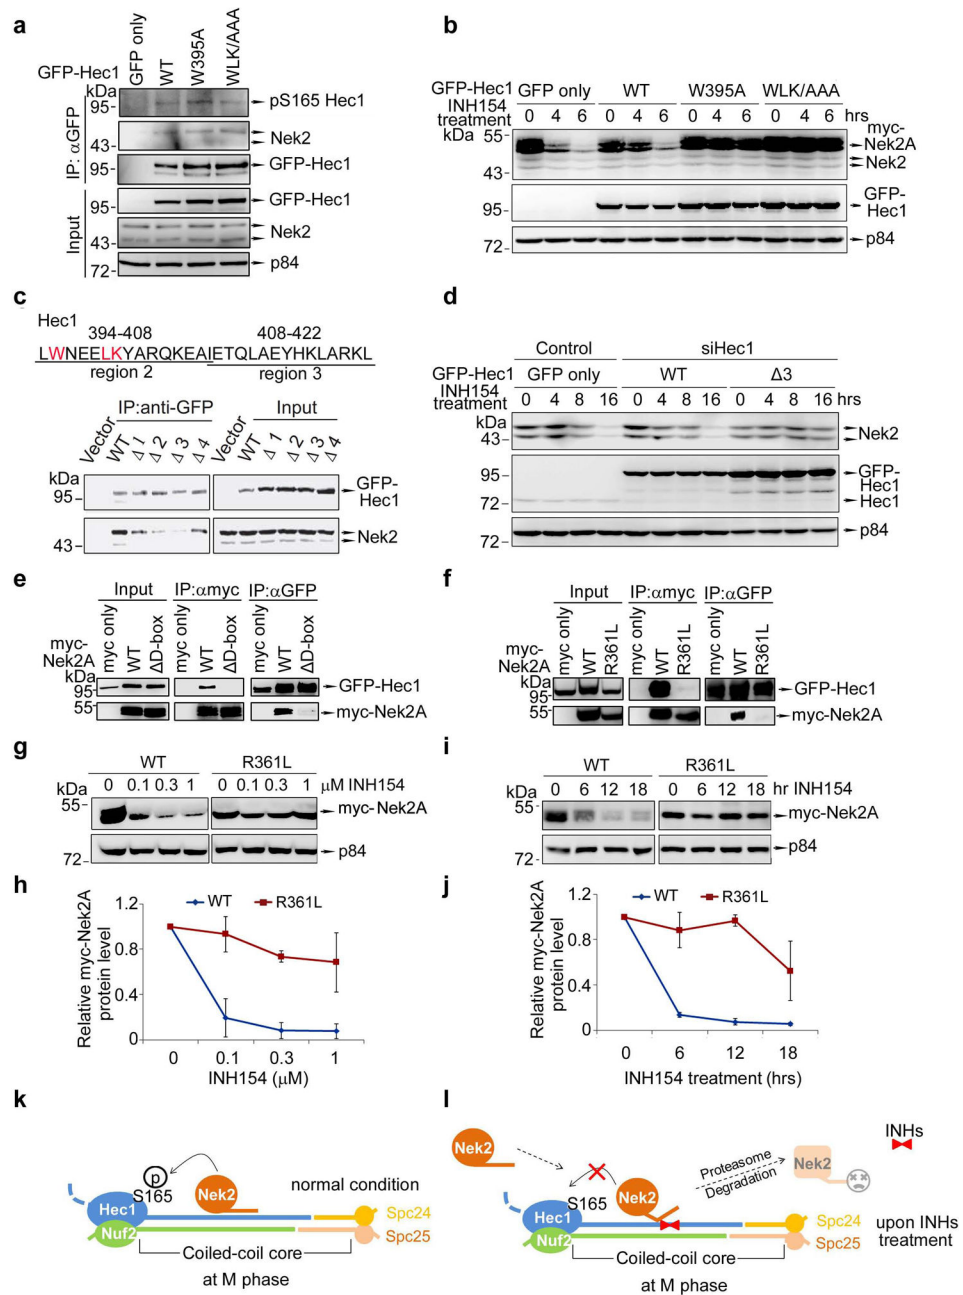 a
GFP-Hec1
GFP only
WT
W395A
WLK/AAA
kDa
IP: αGFP
95
pS165 Hec1
43
Nek2
95
GFP-Hec1
Input
95
GFP-Hec1
43
Nek2
72
p84
b
GFP-Hec1 GFP only WT W395A WLK/AAA
INH154
treatment 0 4 6 0 4 6 0 4 6 0 4 6 hrs
kDa 55
myc-
Nek2A
Nek2
43
95
GFP-
Hec1
72
p84
c
Hec1
394-408 408-422
LWNEELKYARQKEAIETQLAEYHKLARKL
region 2 region 3
IP:anti-GFP Input
Vector WT Δ 1 Δ 2 Δ 3 Δ 4 Vector WT Δ 1 Δ 2 Δ 3 Δ 4
kDa
95
GFP-
Hec1
43
Nek2
d
Control siHec1
GFP-Hec1 GFP only WT Δ3
INH154
treatment 0 4 8 16 0 4 8 16 0 4 8 16 hrs
kDa
43
Nek2
95
GFP-
Hec1
72
Hec1
72
p84
e
Input IP:αmyc IP:αGFP
myc-
Nek2A
myc only WT ΔD-box myc only WT ΔD-box myc only WT ΔD-box
kDa
95
GFP-Hec1
55
myc-Nek2A
f
Input IP:αmyc IP:αGFP
myc-
Nek2A
myc only WT R361L myc only WT R361L myc only WT R361L
kDa
95
GFP-Hec1
55
myc-Nek2A
g
WT R361L
0 0.1 0.3 1 0 0.1 0.3 1 μM INH154
kDa
55
myc-Nek2A
72
p84
i
WT R361L
0 6 12 18 0 6 12 18 hr INH154
kDa
55
myc-Nek2A
72
p84
h
WT R361L
Relative myc-Nek2A
protein level
1.2
0.8
0.4
0
0 0.1 0.3 1
INH154 (μM)
j
WT R361L
Relative myc-Nek2A
protein level
1.2
0.8
0.4
0
0 6 12 18
INH154 treatment (hrs)
k
p
S165
Nek2
normal condition
Hec1
Nuf2
Spc24
Spc25
Coiled-coil core
at M phase
l
INHs
Nek2
Proteasome
Degradation
Nek2
S165
Nek2
Hec1
Nuf2
Spc24
Spc25
upon INHs
treatment
Coiled-coil core
at M phase